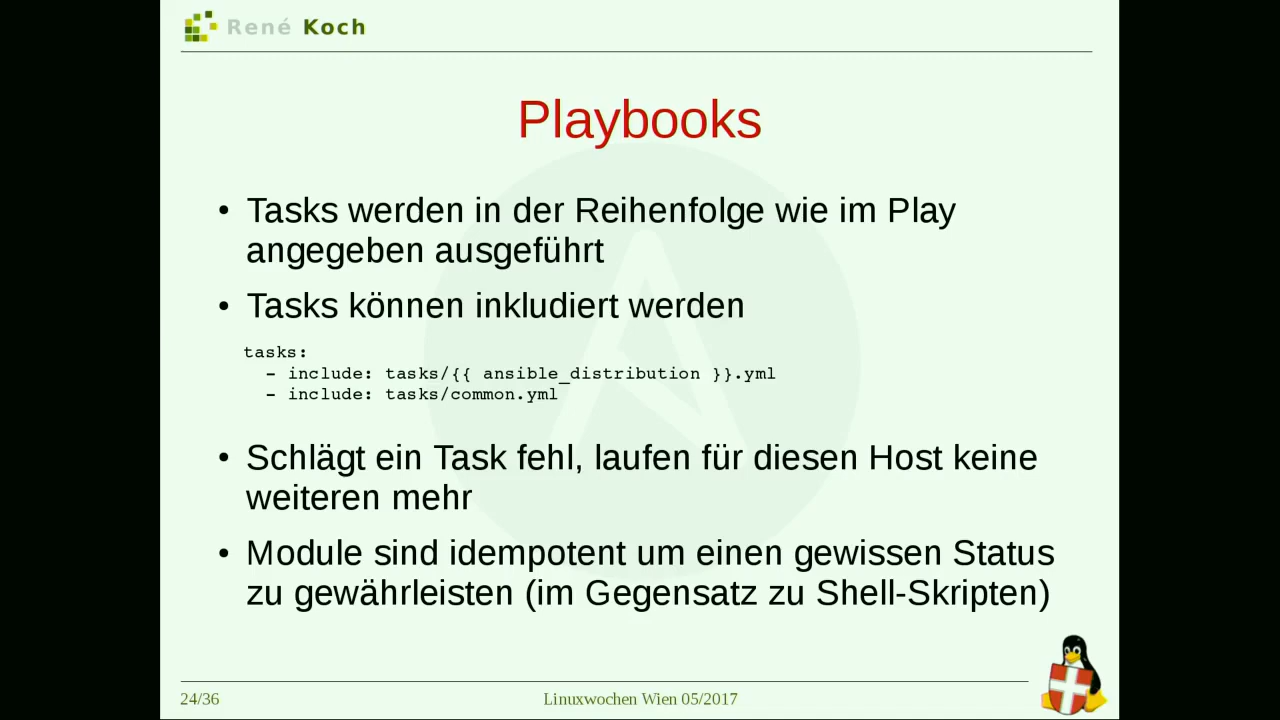 René Koch
Playbooks
• Tasks werden in der Reihenfolge wie im Play
angegeben ausgeführt
• Tasks können inkludiert werden
tasks:
  - include: tasks/{{ ansible_distribution }}.yml
  - include: tasks/common.yml
• Schlägt ein Task fehl, laufen für diesen Host keine
weiteren mehr
• Module sind idempotent um einen gewissen Status
zu gewährleisten (im Gegensatz zu Shell-Skripten)
24/36
Linuxwochen Wien 05/2017